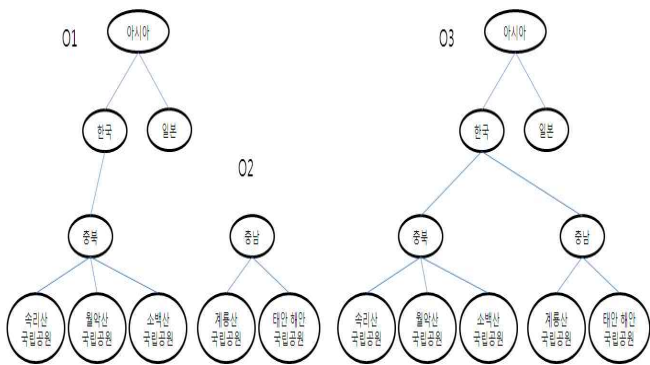 O1
아시아
O3
아시아
한국
일본
한국
일본
O2
충북
충남
충북
충남
속리산
국립공원
월악산
국립공원
소백산
국립공원
계룡산
국립공원
태안 해안
국립공원
속리산
국립공원
월악산
국립공원
소백산
국립공원
계룡산
국립공원
태안 해안
국립공원